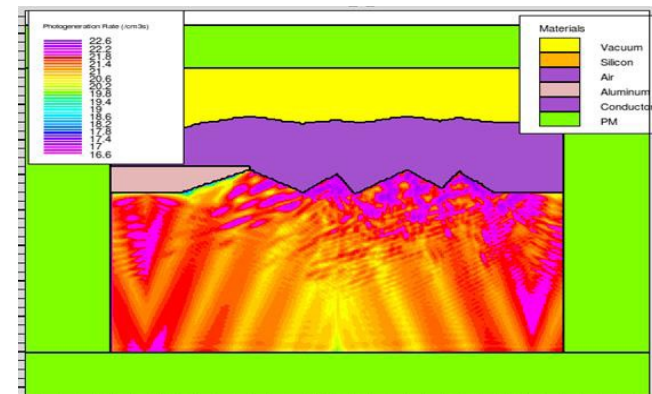 Photogeneration Rate (/cm3s)
22.6
22.2
21.8
21.4
21
20.6
20.2
19.8
19.4
19
18.6
18.2
17.8
17.4
17
16.6
Materials
Vacuum
Silicon
Air
Aluminum
Conducto
PM